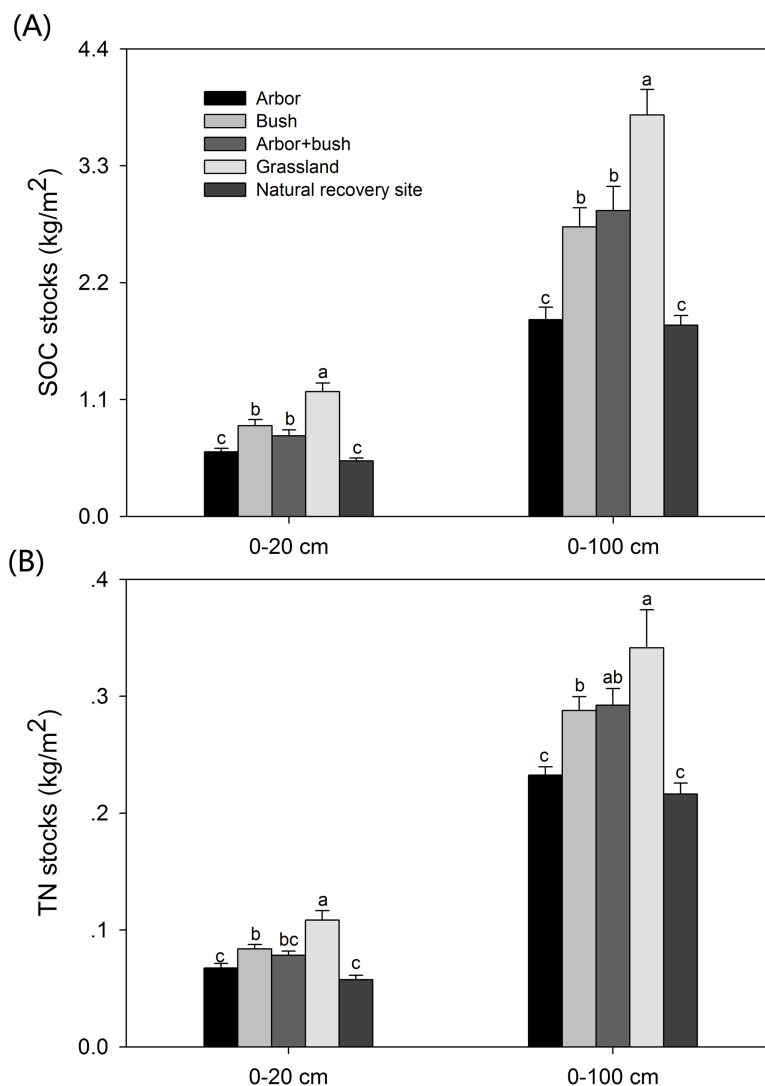 (A)
4.4
3.3
2.2
1.1
0.0
SOC stocks (kg/m2)
Arbor
Bush
Arbor+bush
Grassland
Natural recovery site
c b b a c
c b b a c
0-20 cm 0-100 cm
(B)
.4
.3
.2
.1
0.0
TN stocks (kg/m2)
c b bc a c
c b ab a c
0-20 cm 0-100 cm